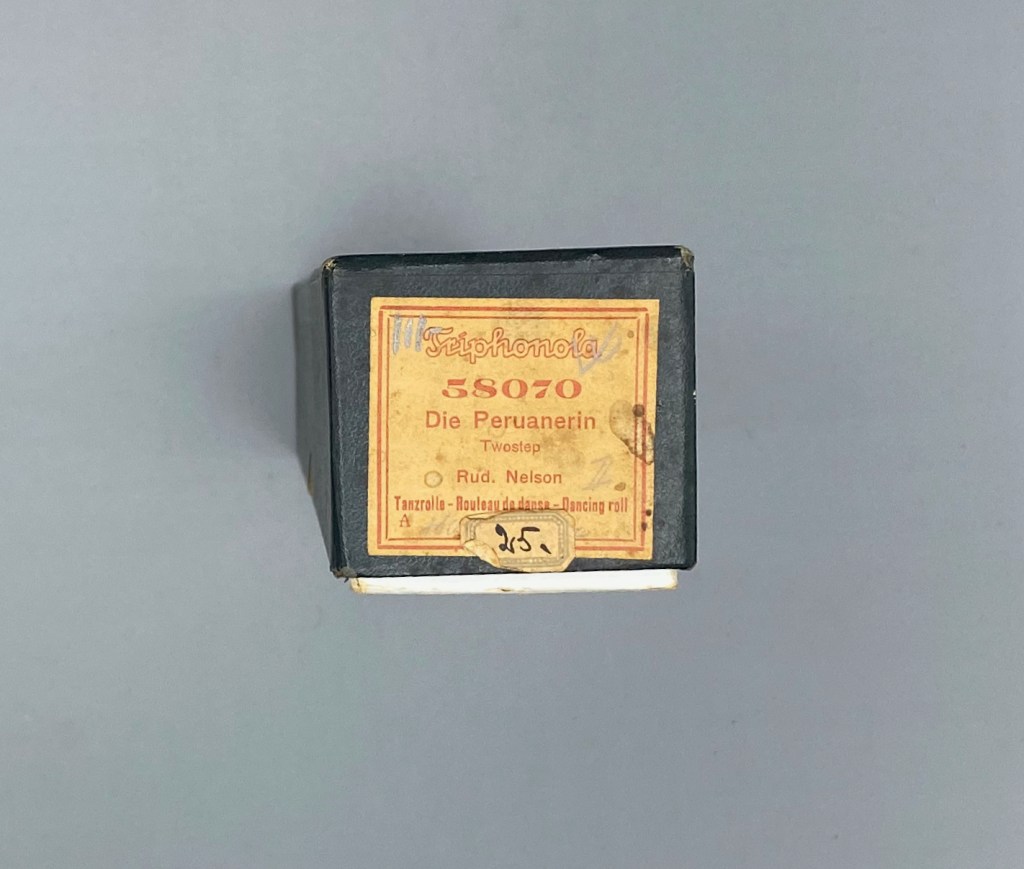 Triphonola
58070
Die Peruanerin
Twostep
Rud. Nelson
Tanzrolle - Rouleau de danse - Dancing roll
A
25.